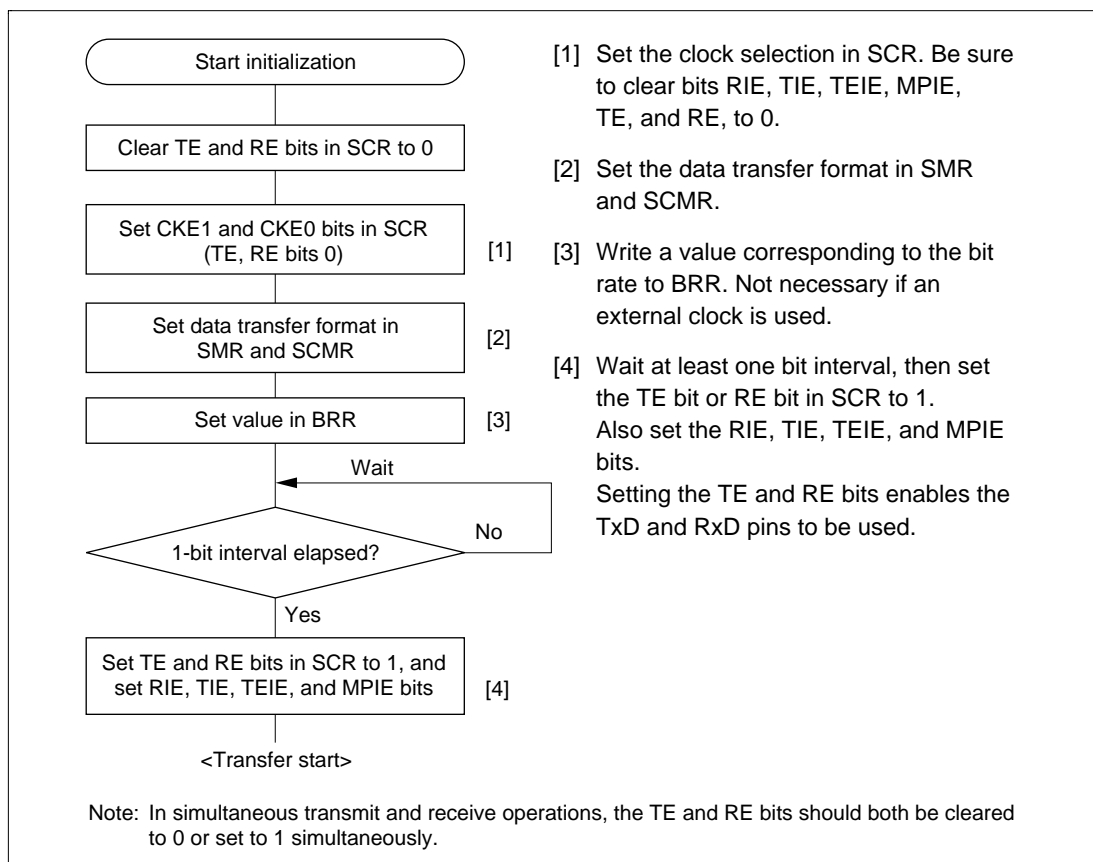 Start initialization
Clear TE and RE bits in SCR to 0
Set CKE1 and CKE0 bits in SCR
(TE, RE bits 0)
[1]
Set data transfer format in
SMR and SCMR
[2]
Set value in BRR
[3]
Wait
1-bit interval elapsed?
No
Yes
Set TE and RE bits in SCR to 1, and
set RIE, TIE, TEIE, and MPIE bits
[4]
<Transfer start>
[1] Set the clock selection in SCR. Be sure
to clear bits RIE, TIE, TEIE, MPIE,
TE, and RE, to 0.
[2] Set the data transfer format in SMR
and SCMR.
[3] Write a value corresponding to the bit
rate to BRR. Not necessary if an
external clock is used.
[4] Wait at least one bit interval, then set
the TE bit or RE bit in SCR to 1.
Also set the RIE, TIE, TEIE, and MPIE
bits.
Setting the TE and RE bits enables the
TxD and RxD pins to be used.
Note: In simultaneous transmit and receive operations, the TE and RE bits should both be cleared
to 0 or set to 1 simultaneously.